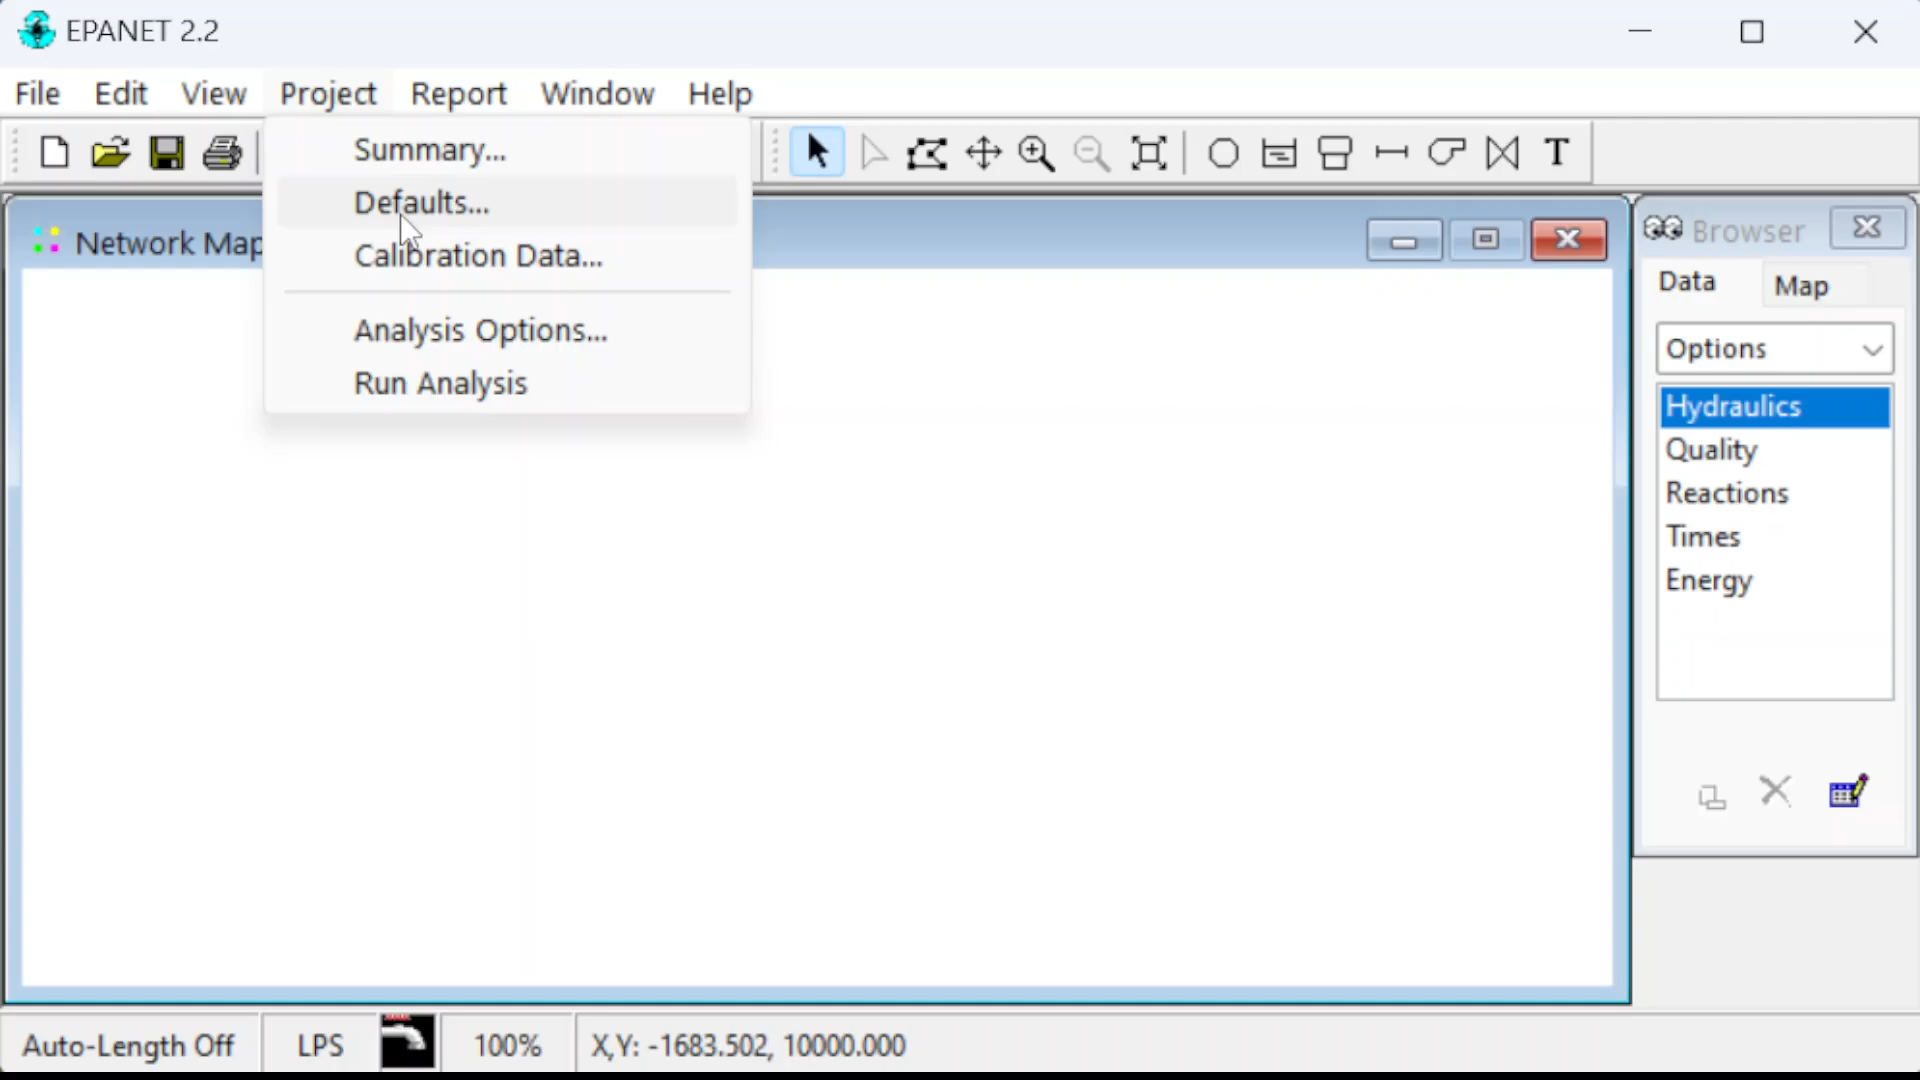 EPANET 2.2
File Edit View Project Report Window Help
Summary...
Defaults...
Calibration Data...
Analysis Options...
Run Analysis
T
Network Map
Browser
Data Map
Options
Hydraulics
Quality
Reactions
Times
Energy
Auto-Length Off LPS 100% X,Y: -1683.502, 10000.000